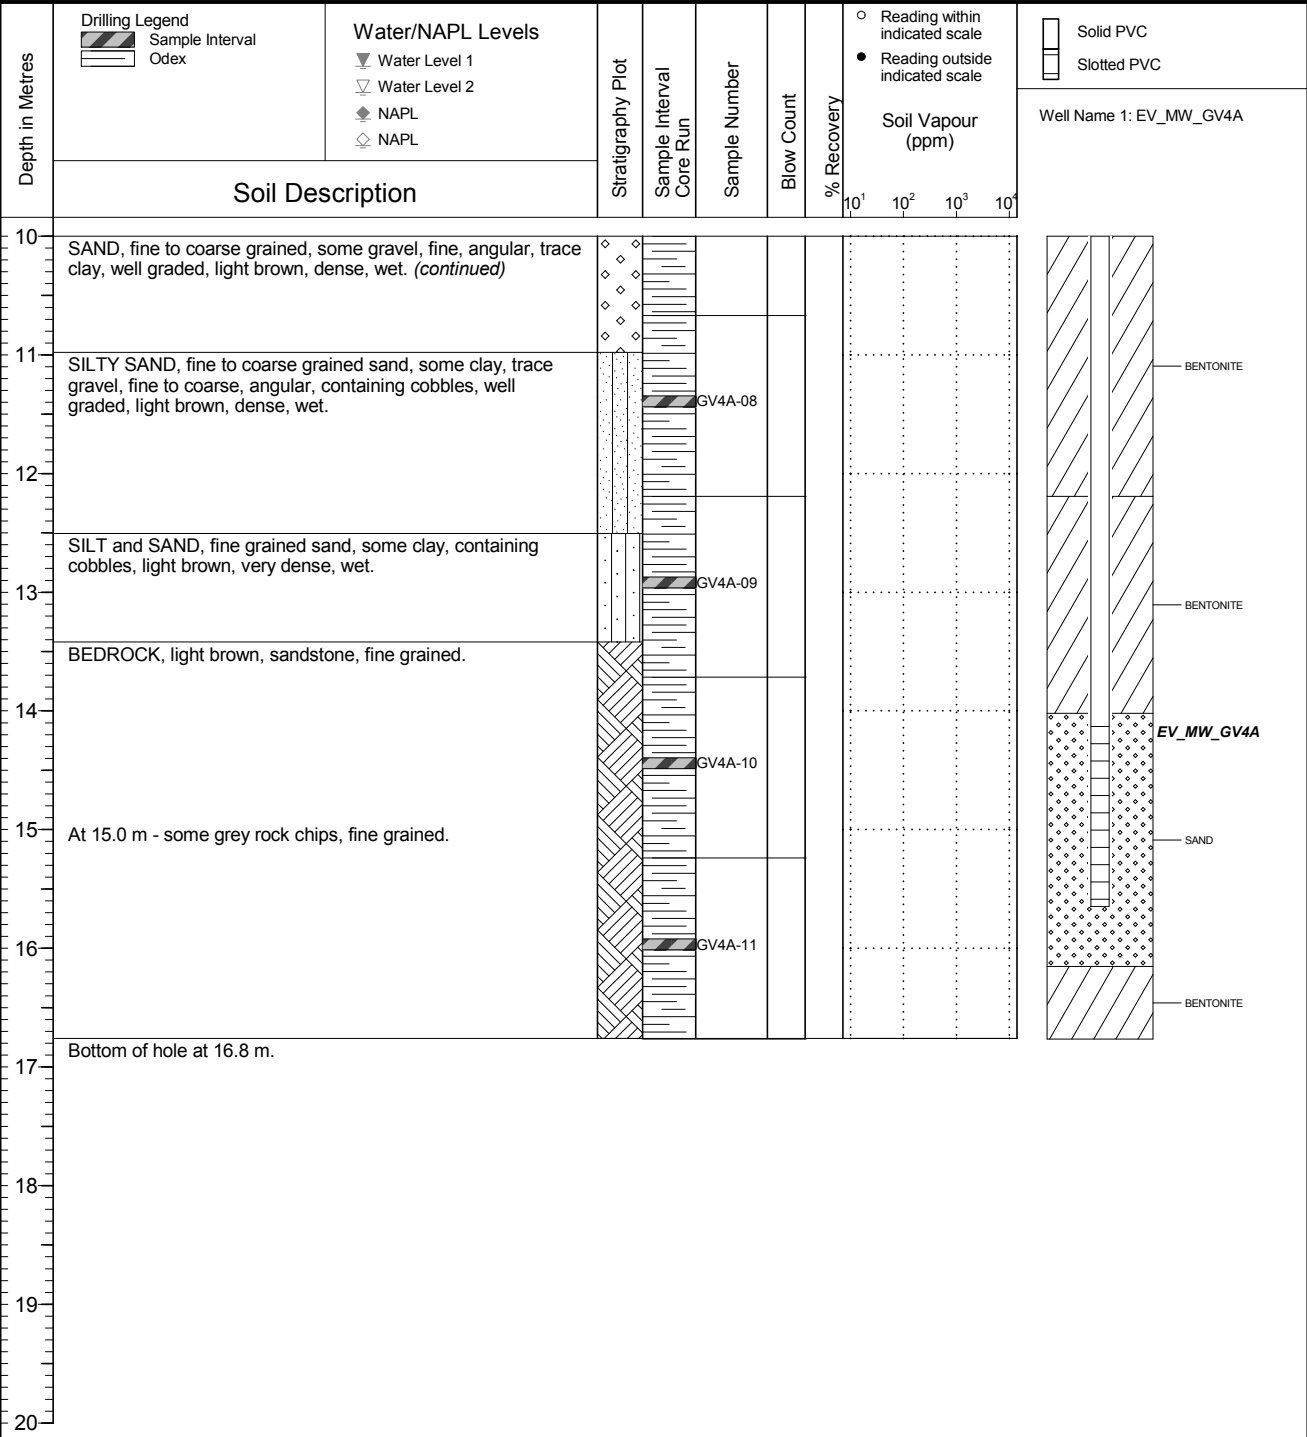 Depth in Metres
Drilling Legend
Sample Interval
Odex
Water/NAPL Levels
Water Level 1
Water Level 2
NAPL
NAPL
Soil Description
Stratigraphy Plot
Sample Interval
Core Run
Sample Number
Blow Count
% Recovery
Reading within
indicated scale
Reading outside
indicated scale
Soil Vapour
(ppm)
10¹ 10² 10³ 10⁴
Solid PVC
Slotted PVC
Well Name 1: EV_MW_GV4A
10
SAND, fine to coarse grained, some gravel, fine, angular, trace
clay, well graded, light brown, dense, wet. (continued)
11
SILTY SAND, fine to coarse grained sand, some clay, trace
gravel, fine to coarse, angular, containing cobbles, well
graded, light brown, dense, wet.
BENTONITE
GV4A-08
12
SILT and SAND, fine grained sand, some clay, containing
cobbles, light brown, very dense, wet.
GV4A-09
13
BENTONITE
BEDROCK, light brown, sandstone, fine grained.
14
EV_MW_GV4A
GV4A-10
15
At 15.0 m - some grey rock chips, fine grained.
SAND
GV4A-11
16
BENTONITE
Bottom of hole at 16.8 m.
17
18
19
20